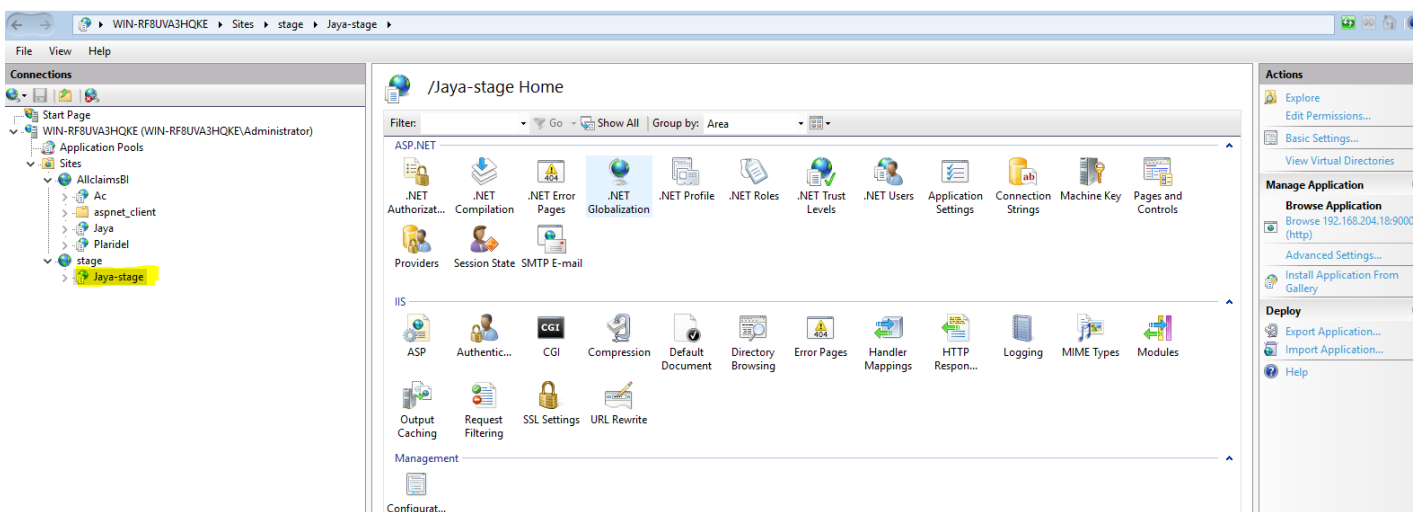 WIN-RF8UVA3HQKE ▸ Sites ▸ stage ▸ Jaya-stage ▸
File View Help
Connections
Start Page
WIN-RF8UVA3HQKE (WIN-RF8UVA3HQKE\Administrator)
Application Pools
Sites
AllclaimsBI
Ac
aspnet_client
Jaya
Plaridel
stage
Jaya-stage
/Jaya-stage Home
Filter: Go Show All Group by: Area
ASP.NET
.NET Authorizat...
.NET Compilation
.NET Error Pages
.NET Globalization
.NET Profile
.NET Roles
.NET Trust Levels
.NET Users
Application Settings
Connection Strings
Machine Key
Pages and Controls
Providers
Session State
SMTP E-mail
IIS
ASP
Authentic...
CGI
Compression
Default Document
Directory Browsing
Error Pages
Handler Mappings
HTTP Respon...
Logging
MIME Types
Modules
Output Caching
Request Filtering
SSL Settings
URL Rewrite
Management
Configurat...
Actions
Explore
Edit Permissions...
Basic Settings...
View Virtual Directories
Manage Application
Browse Application
Browse 192.168.204.18:9000
(http)
Advanced Settings...
Install Application From
Gallery
Deploy
Export Application...
Import Application...
Help